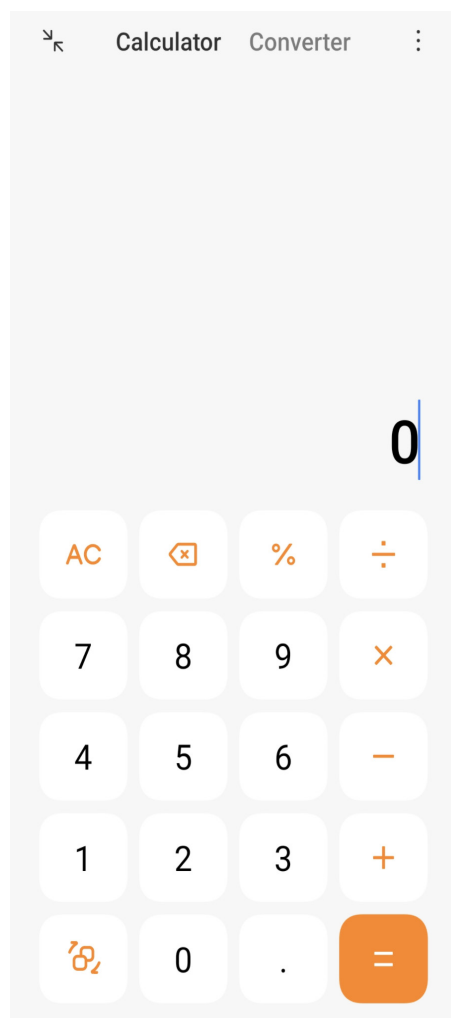 Calculator Converter
0
AC % ÷
7 8 9 ×
4 5 6 −
1 2 3 +
0 . =